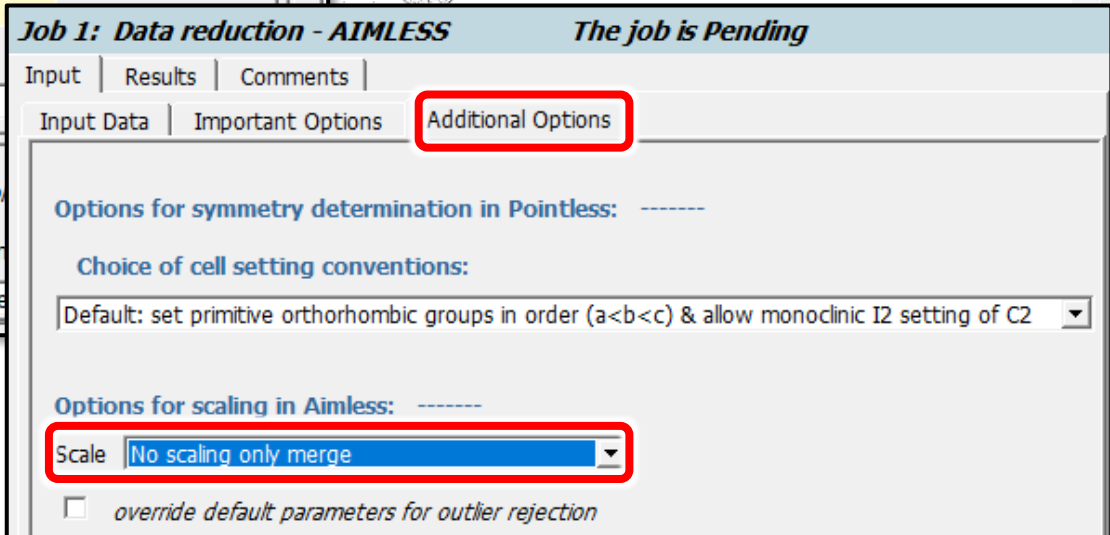 Job 1: Data reduction - AIMLESS The job is Pending
Input Results Comments
Input Data Important Options Additional Options
Options for symmetry determination in Pointless: -------
Choice of cell setting conventions:
Default: set primitive orthorhombic groups in order (a<b<c) & allow monoclinic I2 setting of C2
Options for scaling in Aimless: -------
Scale No scaling only merge
override default parameters for outlier rejection